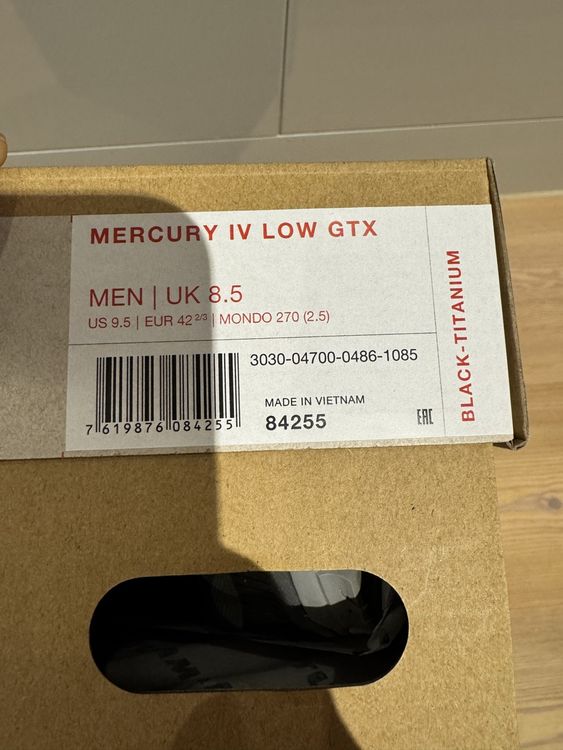 MERCURY IV LOW GTX
MEN | UK 8.5
US 9.5 | EUR 42 2/3 | MONDO 270 (2.5)
3030-04700-0486-1085
7 619876 084255
MADE IN VIETNAM
84255
EAC
BLACK-TITANIUM